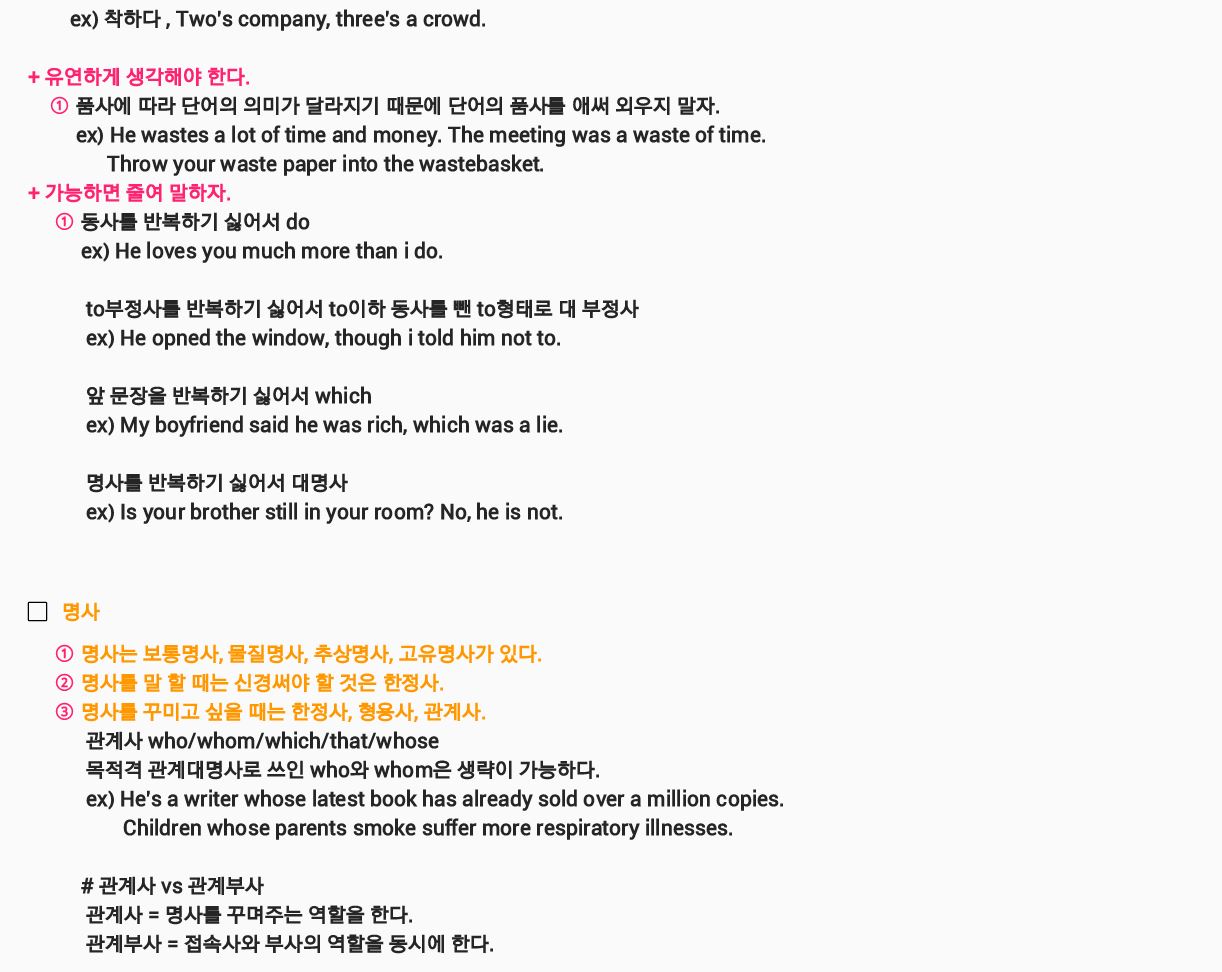 ex) 착하다 , Two's company, three's a crowd.
+ 유연하게 생각해야 한다.
① 품사에 따라 단어의 의미가 달라지기 때문에 단어의 품사를 애써 외우지 말자.
ex) He wastes a lot of time and money. The meeting was a waste of time.
Throw your waste paper into the wastebasket.
+ 가능하면 줄여 말하자.
① 동사를 반복하기 싫어서 do
ex) He loves you much more than i do.
to부정사를 반복하기 싫어서 to이하 동사를 뺀 to형태로 대 부정사
ex) He opned the window, though i told him not to.
앞 문장을 반복하기 싫어서 which
ex) My boyfriend said he was rich, which was a lie.
명사를 반복하기 싫어서 대명사
ex) Is your brother still in your room? No, he is not.
명사
① 명사는 보통명사, 물질명사, 추상명사, 고유명사가 있다.
② 명사를 말 할 때는 신경써야 할 것은 한정사.
③ 명사를 꾸미고 싶을 때는 한정사, 형용사, 관계사.
관계사 who/whom/which/that/whose
목적격 관계대명사로 쓰인 who와 whom은 생략이 가능하다.
ex) He's a writer whose latest book has already sold over a million copies.
Children whose parents smoke suffer more respiratory illnesses.
# 관계사 vs 관계부사
관계사 = 명사를 꾸며주는 역할을 한다.
관계부사 = 접속사와 부사의 역할을 동시에 한다.